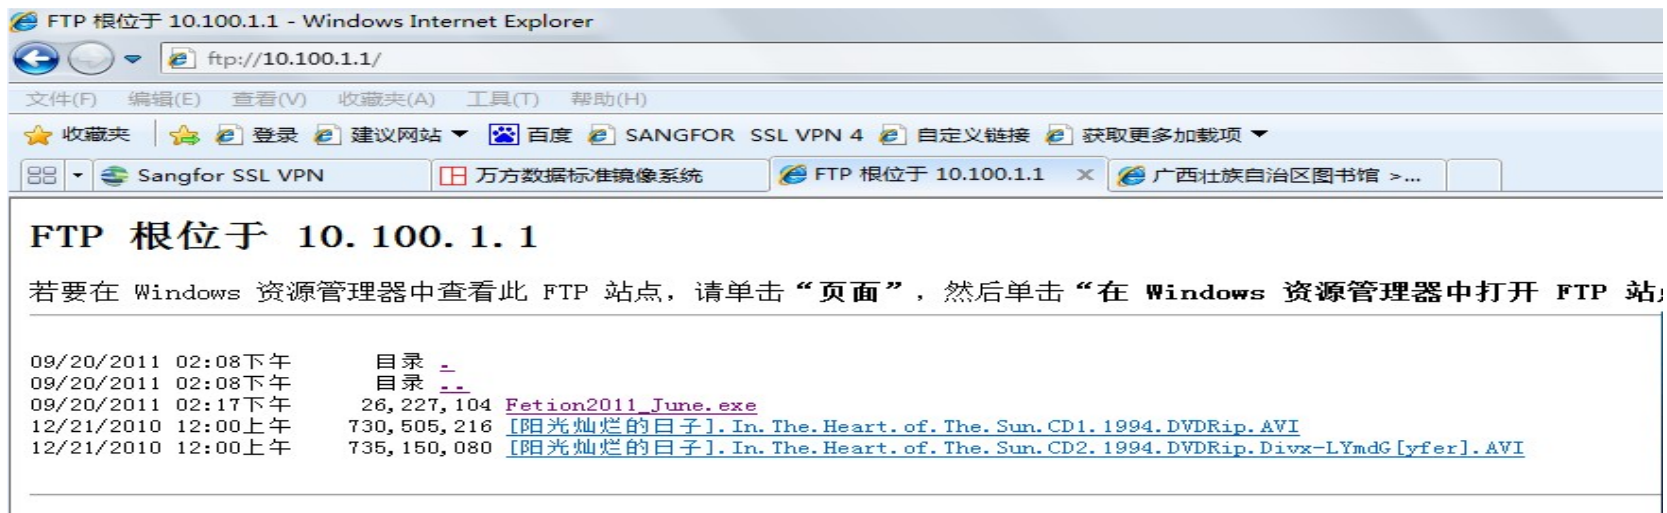 FTP 根位于 10.100.1.1 - Windows Internet Explorer
ftp://10.100.1.1/
文件(F) 编辑(E) 查看(V) 收藏夹(A) 工具(T) 帮助(H)
收藏夹 登录 建议网站 百度 SANGFOR SSL VPN 4 自定义链接 获取更多加载项
Sangfor SSL VPN 万方数据标准镜像系统 FTP 根位于 10.100.1.1 x 广西壮族自治区图书馆 >...
FTP 根位于 10.100.1.1
若要在 Windows 资源管理器中查看此 FTP 站点，请单击“页面”，然后单击“在 Windows 资源管理器中打开 FTP 站
09/20/2011 02:08下午 目录 .
09/20/2011 02:08下午 目录 ..
09/20/2011 02:17下午 26,227,104 Fetion2011_June.exe
12/21/2010 12:00上午 730,505,216 [阳光灿烂的日子].In.The.Heart.of.The.Sun.CD1.1994.DVDRip.AVI
12/21/2010 12:00上午 735,150,080 [阳光灿烂的日子].In.The.Heart.of.The.Sun.CD2.1994.DVDRip.Divx-LYmdG[yfer].AVI